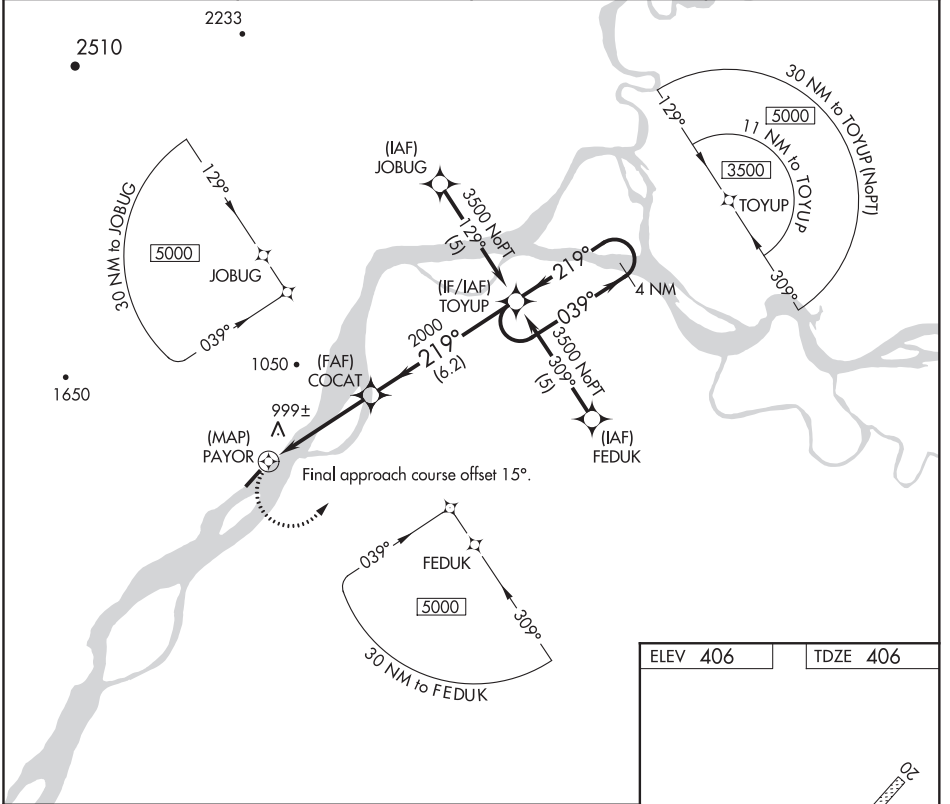 2233
2510
30 NM to TOYUP (NoPT)
5000
129°
11 NM to TOYUP
3500
TOYUP
309°
(IAF)
JOBUG
3500 NoPT
129°
(5)
30 NM to JOBUG
129°
5000
JOBUG
039°
219°
(IF/IAF)
TOYUP
039°
4 NM
2000
219°
(6.2)
3500 NoPT
309°
(5)
1050
(FAF)
COCAT
1650
999±
(MAP)
PAYOR
(IAF)
FEDUK
Final approach course offset 15°.
039°
FEDUK
5000
309°
30 NM to FEDUK
ELEV 406
TDZE 406
20